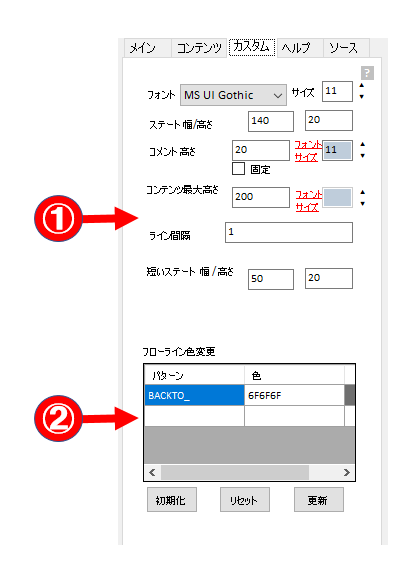 メイン コンテンツ カスタム ヘルプ ソース
?
フォント MS UI Gothic サイズ 11
ステート 幅/高さ 140 20
コメント 高さ 20 フォントサイズ 11
固定
コンテンツ最大高さ 200 フォントサイズ
①
ライン間隔 1
短いステート 幅 / 高さ 50 20
フローライン色変更
パターン 色
BACKTO_ 6F6F6F
②
初期化 リセット 更新